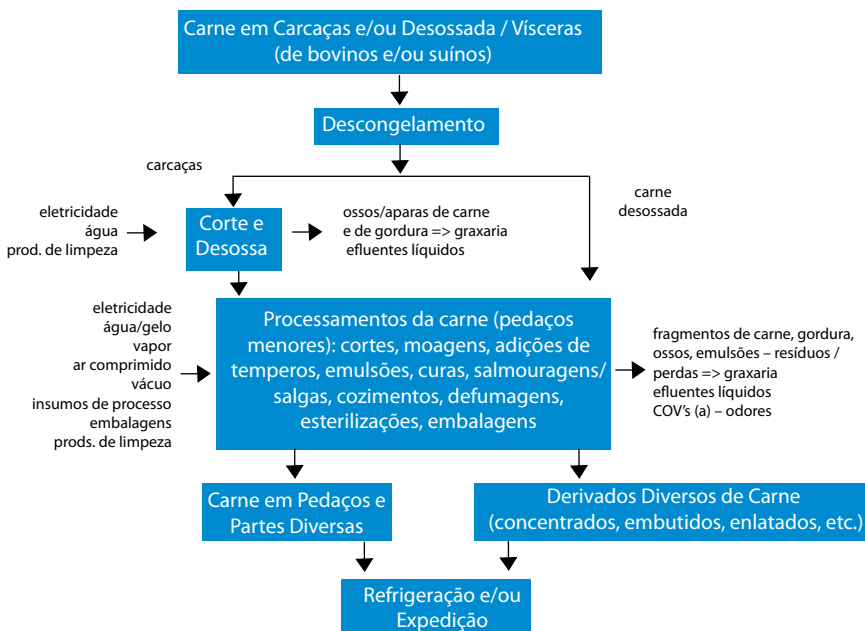 Carne em Carcaças e/ou Desossada / Vísceras
(de bovinos e/ou suínos)
Descongelamento
carcaças
carne
desossada
eletricidade
água
prod. de limpeza
Corte e
Desossa
ossos/aparas de carne
e de gordura => graxaria
efluentes líquidos
eletricidade
água/gelo
vapor
ar comprimido
vácuo
insumos de processo
embalagens
prods. de limpeza
Processamentos da carne (pedaços
menores): cortes, moagens, adições de
temperos, emulsões, curas, salmouragens/
salgas, cozimentos, defumagens,
esterilizações, embalagens
fragmentos de carne, gordura,
ossos, emulsões – resíduos /
perdas => graxaria
efluentes líquidos
COV's (a) – odores
Carne em Pedaços e
Partes Diversas
Derivados Diversos de Carne
(concentrados, embutidos, enlatados, etc.)
Refrigeração e/ou
Expedição